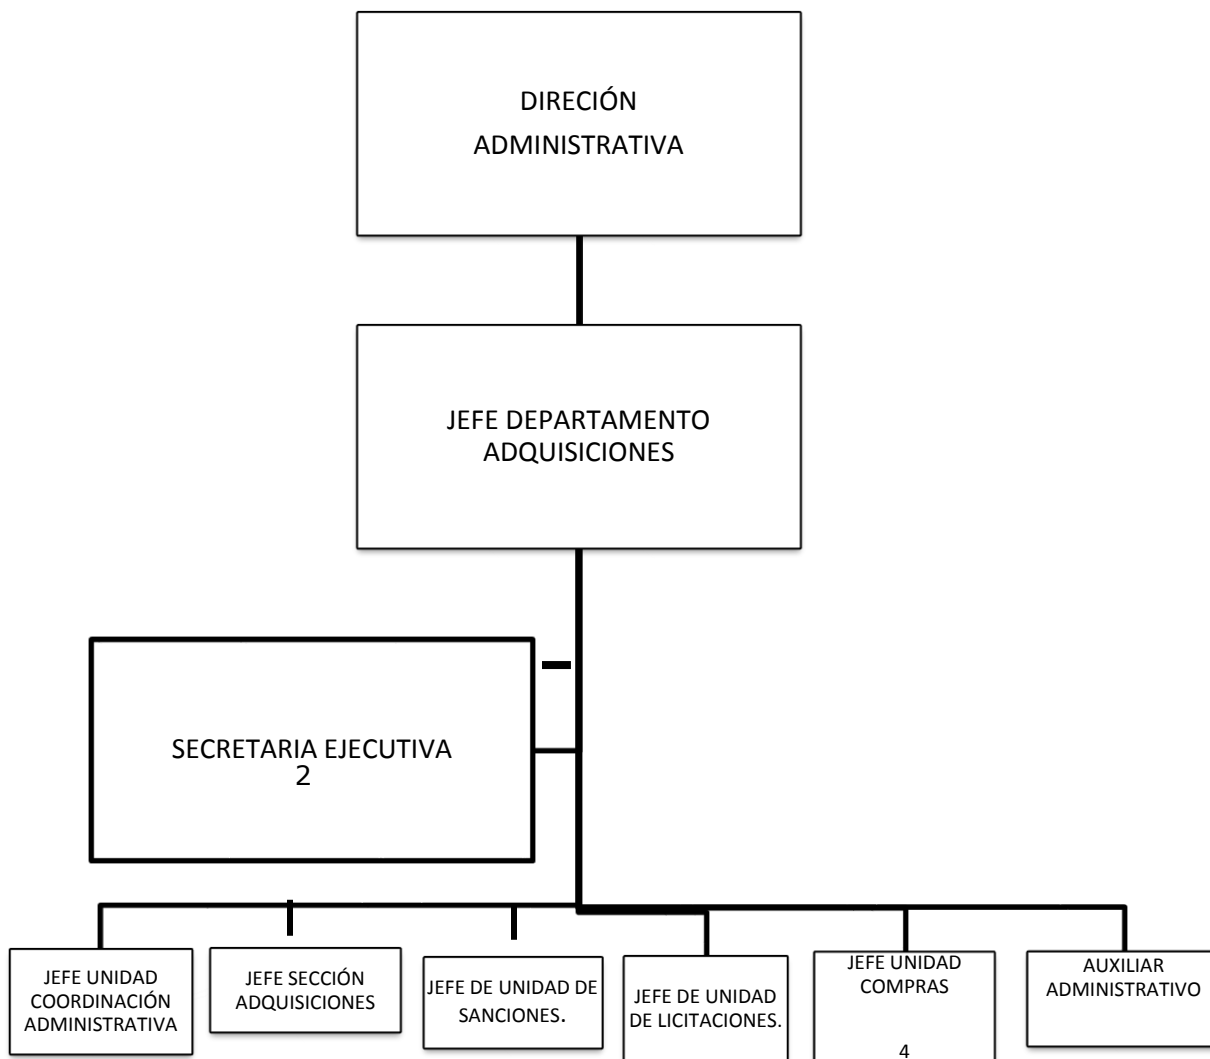 DIRECIÓN
ADMINISTRATIVA
JEFE DEPARTAMENTO
ADQUISICIONES
SECRETARIA EJECUTIVA
2
JEFE UNIDAD
COORDINACIÓN
ADMINISTRATIVA
JEFE SECCIÓN
ADQUISICIONES
JEFE DE UNIDAD DE
SANCIONES.
JEFE DE UNIDAD
DE LICITACIONES.
JEFE UNIDAD
COMPRAS
4
AUXILIAR
ADMINISTRATIVO